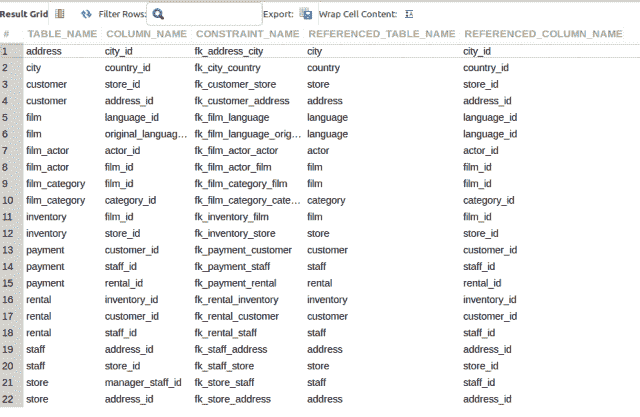 Result Grid Filter Rows: Export: Wrap Cell Content:
# TABLE_NAME COLUMN_NAME CONSTRAINT_NAME REFERENCED_TABLE_NAME REFERENCED_COLUMN_NAME
1 address city_id fk_address_city city city_id
2 city country_id fk_city_country country country_id
3 customer store_id fk_customer_store store store_id
4 customer address_id fk_customer_address address address_id
5 film language_id fk_film_language language language_id
6 film original_languag... fk_film_language_orig... language language_id
7 film_actor actor_id fk_film_actor_actor actor actor_id
8 film_actor film_id fk_film_actor_film film film_id
9 film_category film_id fk_film_category_film film film_id
10 film_category category_id fk_film_category_cate... category category_id
11 inventory film_id fk_inventory_film film film_id
12 inventory store_id fk_inventory_store store store_id
13 payment customer_id fk_payment_customer customer customer_id
14 payment staff_id fk_payment_staff staff staff_id
15 payment rental_id fk_payment_rental rental rental_id
16 rental inventory_id fk_rental_inventory inventory inventory_id
17 rental customer_id fk_rental_customer customer customer_id
18 rental staff_id fk_rental_staff staff staff_id
19 staff address_id fk_staff_address address address_id
20 staff store_id fk_staff_store store store_id
21 store manager_staff_id fk_store_staff staff staff_id
22 store address_id fk_store_address address address_id